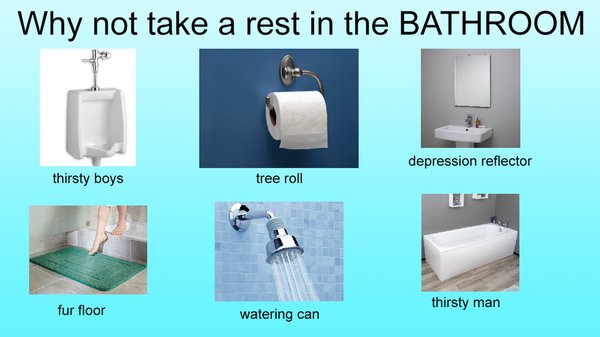 Why not take a rest in the BATHROOM
thirsty boys
tree roll
depression reflector
fur floor
watering can
thirsty man